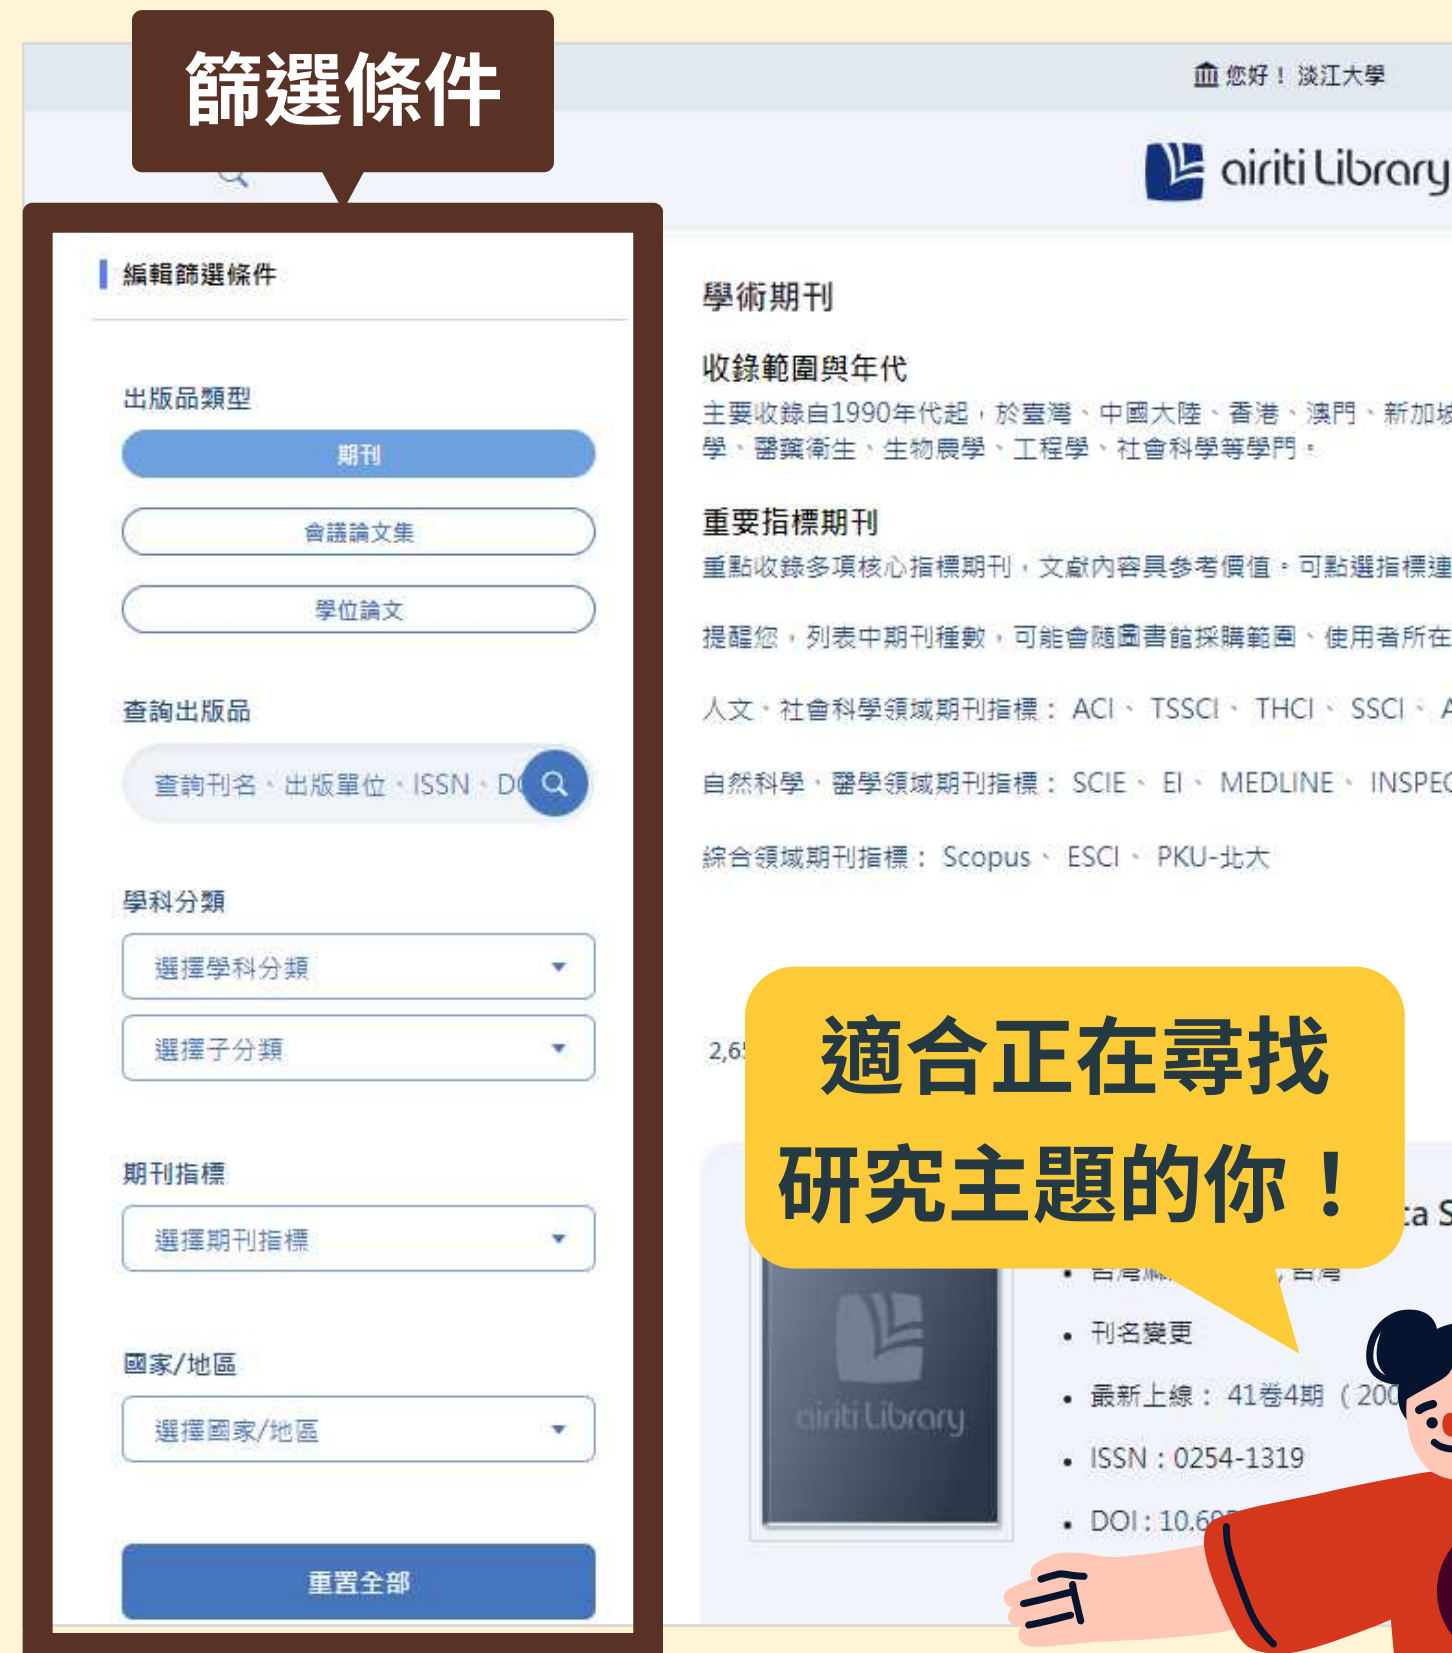 篩選條件
您好！ 淡江大學
airiti Library
編輯篩選條件
出版品類型
期刊
會議論文集
學位論文
查詢出版品
查詢刊名、出版單位、ISSN、DO
學科分類
選擇學科分類
選擇子分類
期刊指標
選擇期刊指標
國家/地區
選擇國家/地區
重置全部
學術期刊
收錄範圍與年代
主要收錄自1990年代起，於臺灣、中國大陸、香港、澳門、新加坡
學、醫藥衛生、生物農學、工程學、社會科學等學門。
重要指標期刊
重點收錄多項核心指標期刊，文獻內容具參考價值。可點選指標連
提醒您，列表中期刊種數，可能會隨圖書館採購範圍、使用者所在
人文、社會科學領域期刊指標： ACI、 TSSCI、 THCI、 SSCI、 A
自然科學、醫學領域期刊指標： SCIE、 EI、 MEDLINE、 INSPEC
綜合領域期刊指標： Scopus、 ESCI、 PKU-北大
2,65
適合正在尋找
研究主題的你！
ta S
airiti Library
刊名變更
最新上線： 41卷4期 ( 200
ISSN：0254-1319
DOI : 10.6